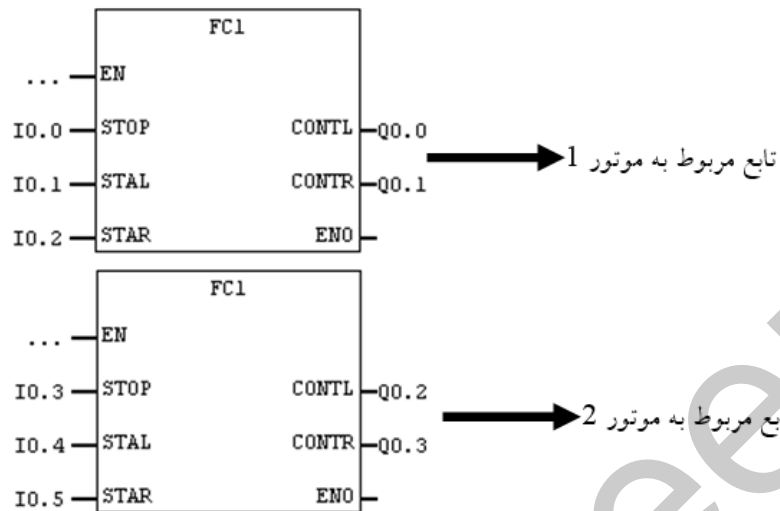 FC1
... EN
I0.0 STOP CONTL Q0.0
تابع مربوط به موتور 1
I0.1 STAL CONTR Q0.1
I0.2 STAR ENO
FC1
... EN
I0.3 STOP CONTL Q0.2
بع مربوط به موتور 2
I0.4 STAL CONTR Q0.3
I0.5 STAR ENO